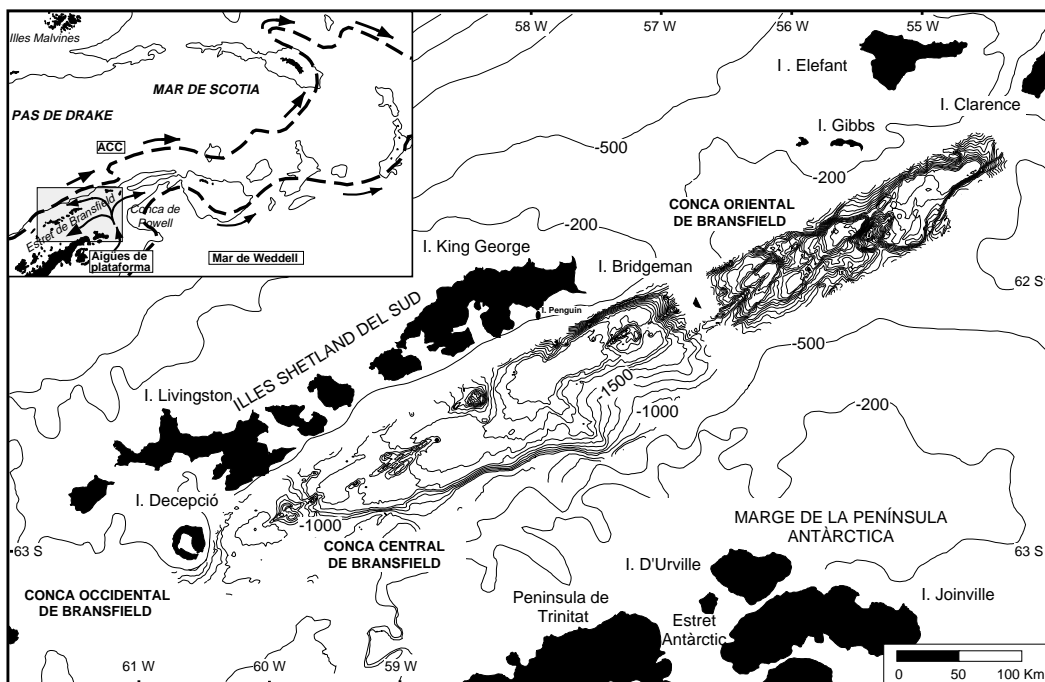 58 W
57 W
56 W
55 W
Illes Malvines
MAR DE SCOTIA
PAS DE DRAKE
ACC
Estret de Bransfield
Conca de
Powell
Aigües de
plataforma
Mar de Weddell
I . Elefant
I. Clarence
I. Gibbs
-500
-200
CONCA ORIENTAL
DE BRANSFIELD
-200
I. King George
I. Bridgeman
I. Penguin
62 S
-500
ILLES SHETLAND DEL SUD
1500
-1000
-200
I. Livingston
I. Decepció
-1000
MARGE DE LA PENÍNSULA
ANTÀRCTICA
63 S
63 S
CONCA CENTRAL
DE BRANSFIELD
I. D'Urville
CONCA OCCIDENTAL
DE BRANSFIELD
Peninsula de
Trinitat
Estret
Antàrctic
I. Joinville
61 W
60 W
59 W
0
50
100 Km